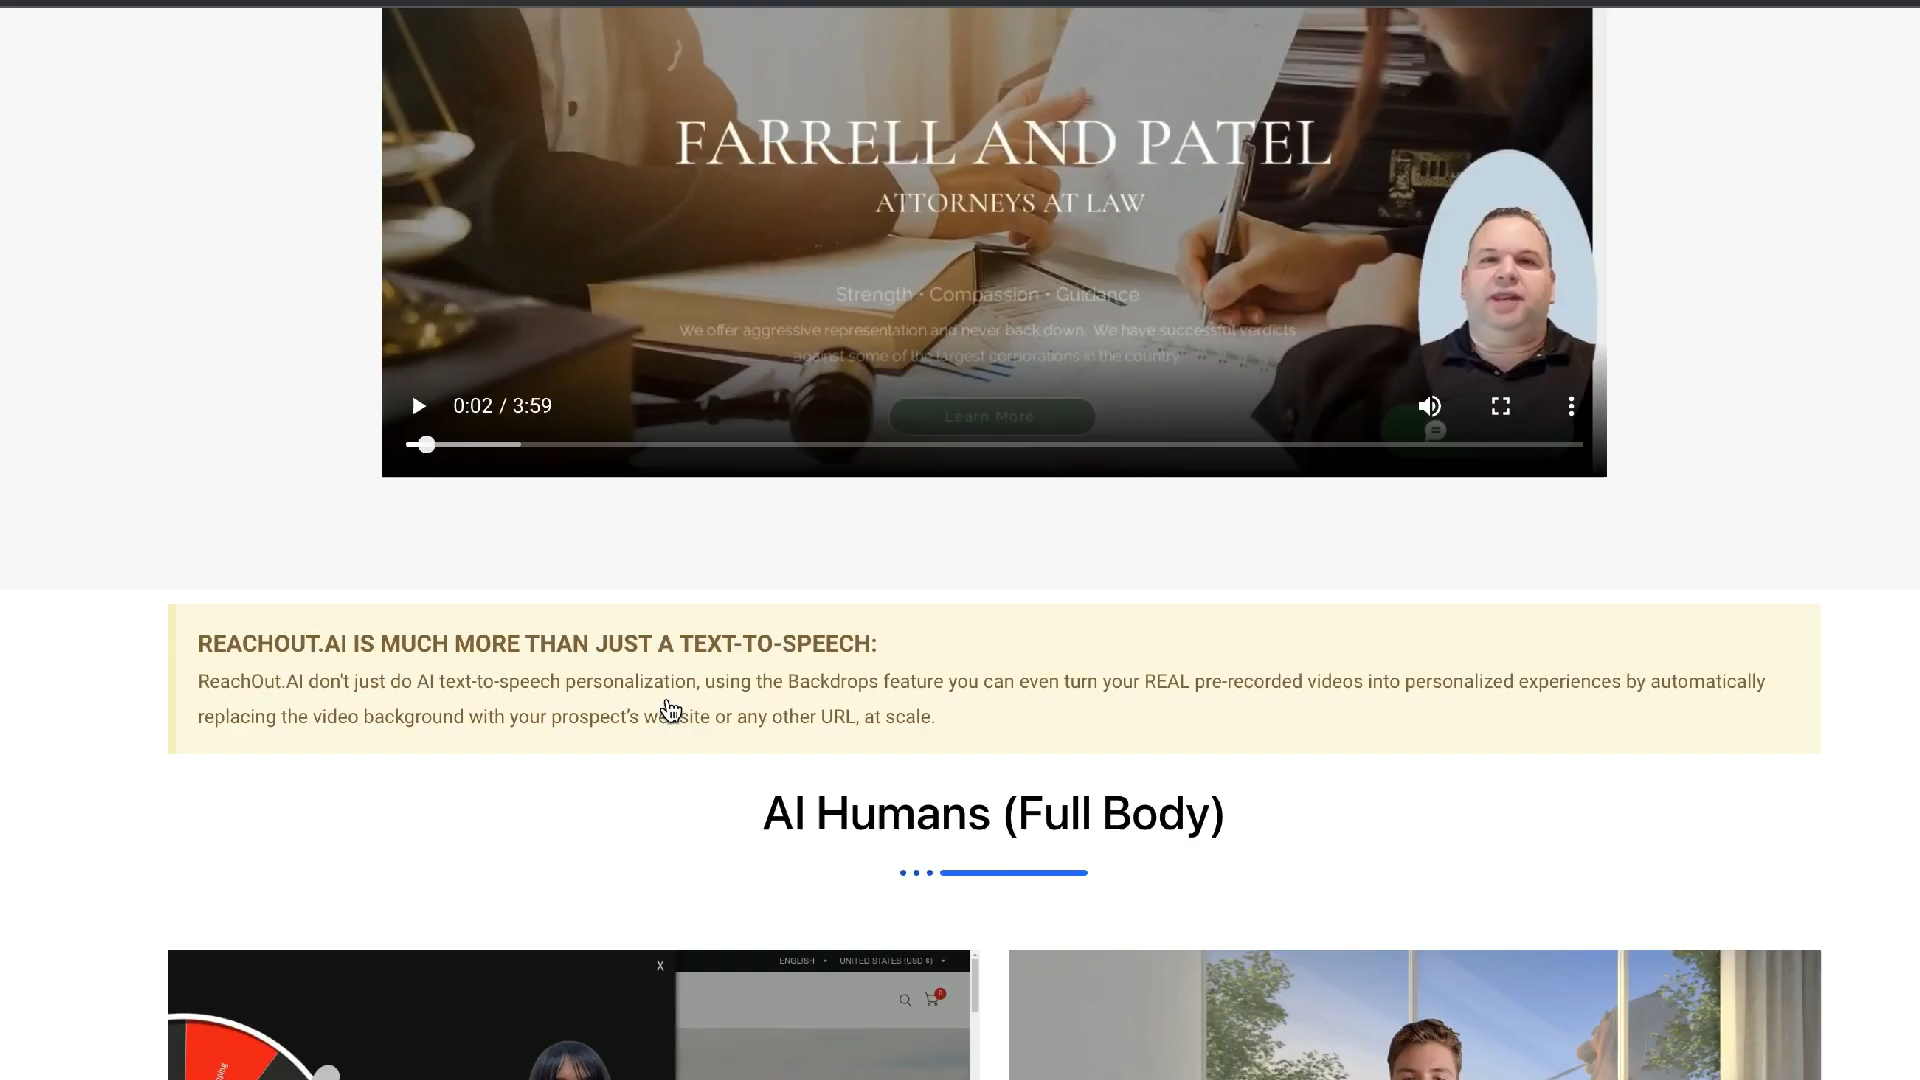 FARRELL AND PATEL
ATTORNEYS AT LAW
Strength · Compassion · Guidance
We offer aggressive representation and never back down. We have successful verdicts
against some of the largest corporations in the country
Learn More
0:02 / 3:59
REACHOUT.AI IS MUCH MORE THAN JUST A TEXT-TO-SPEECH:
ReachOut.AI don't just do AI text-to-speech personalization, using the Backdrops feature you can even turn your REAL pre-recorded videos into personalized experiences by automatically
replacing the video background with your prospect's website or any other URL, at scale.
AI Humans (Full Body)
X
ENGLISH UNITED STATES (USD $)
0